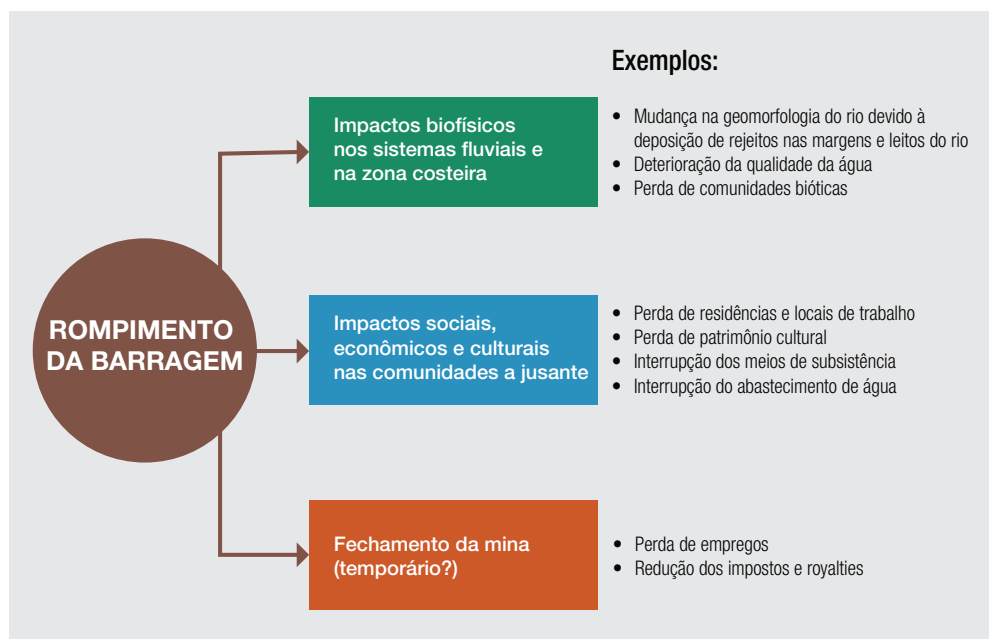 Exemplos:
ROMPIMENTO
DA BARRAGEM
Impactos biofísicos
nos sistemas fluviais e
na zona costeira
• Mudança na geomorfologia do rio devido à
deposição de rejeitos nas margens e leitos do rio
• Deterioração da qualidade da água
• Perda de comunidades bióticas
Impactos sociais,
econômicos e culturais
nas comunidades a jusante
• Perda de residências e locais de trabalho
• Perda de patrimônio cultural
• Interrupção dos meios de subsistência
• Interrupção do abastecimento de água
Fechamento da mina
(temporário?)
• Perda de empregos
• Redução dos impostos e royalties